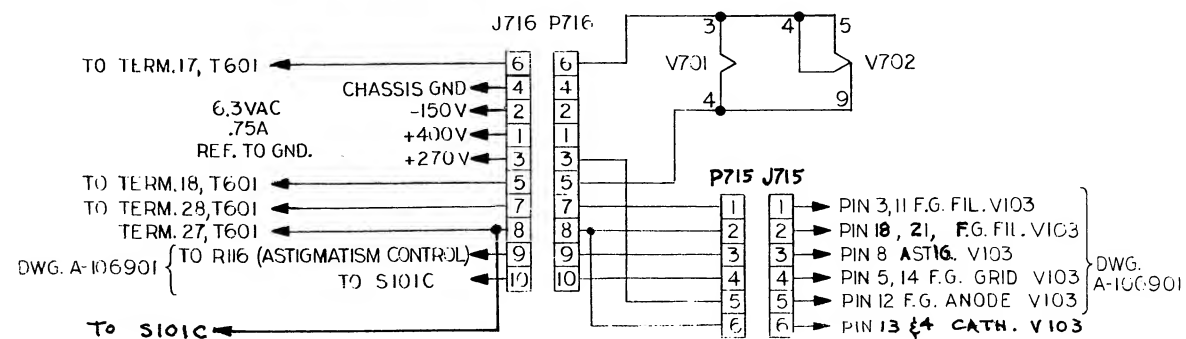 J716 P716
3 4 5
TO TERM.17, T601 6 6 V701 V702
CHASSIS GND 4 4
6.3VAC -150V 2 2 4 9
.75A +400V 1 1
REF. TO GND. +270V 3 3
P715 J715
TO TERM.18, T601 5 5
TO TERM.28, T601 7 7 1 1 PIN 3,11 F.G. FIL. V103
TERM.27, T601 8 8 2 2 PIN 18, 21, F.G. FIL. V103
TO R116 (ASTIGMATISM CONTROL) 9 9 3 3 PIN 8 ASTIG. V103
DWG. A-106901 TO S101C 10 10 4 4 PIN 5, 14 F.G. GRID V103 DWG.
5 5 PIN 12 F.G. ANODE V103 A-106901
TO S101C 6 6 PIN 13 & 4 CATH. V103